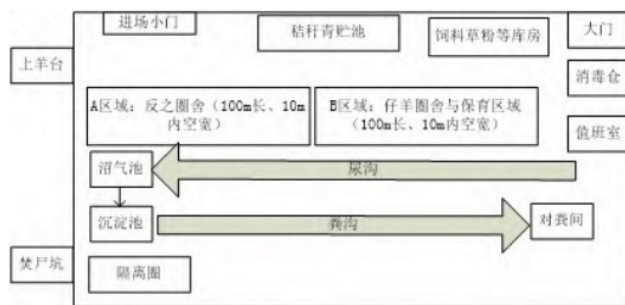 进场小门
秸秆青贮池
饲料草粉等库房
大门
上羊台
消毒仓
A区域：反之圈舍（100m长、10m
内空宽）
B区域：仔羊圈舍与保育区域
（100m长、10m内空宽）
值班室
沼气池
尿沟
沉淀池
粪沟
对粪间
焚尸坑
隔离圈